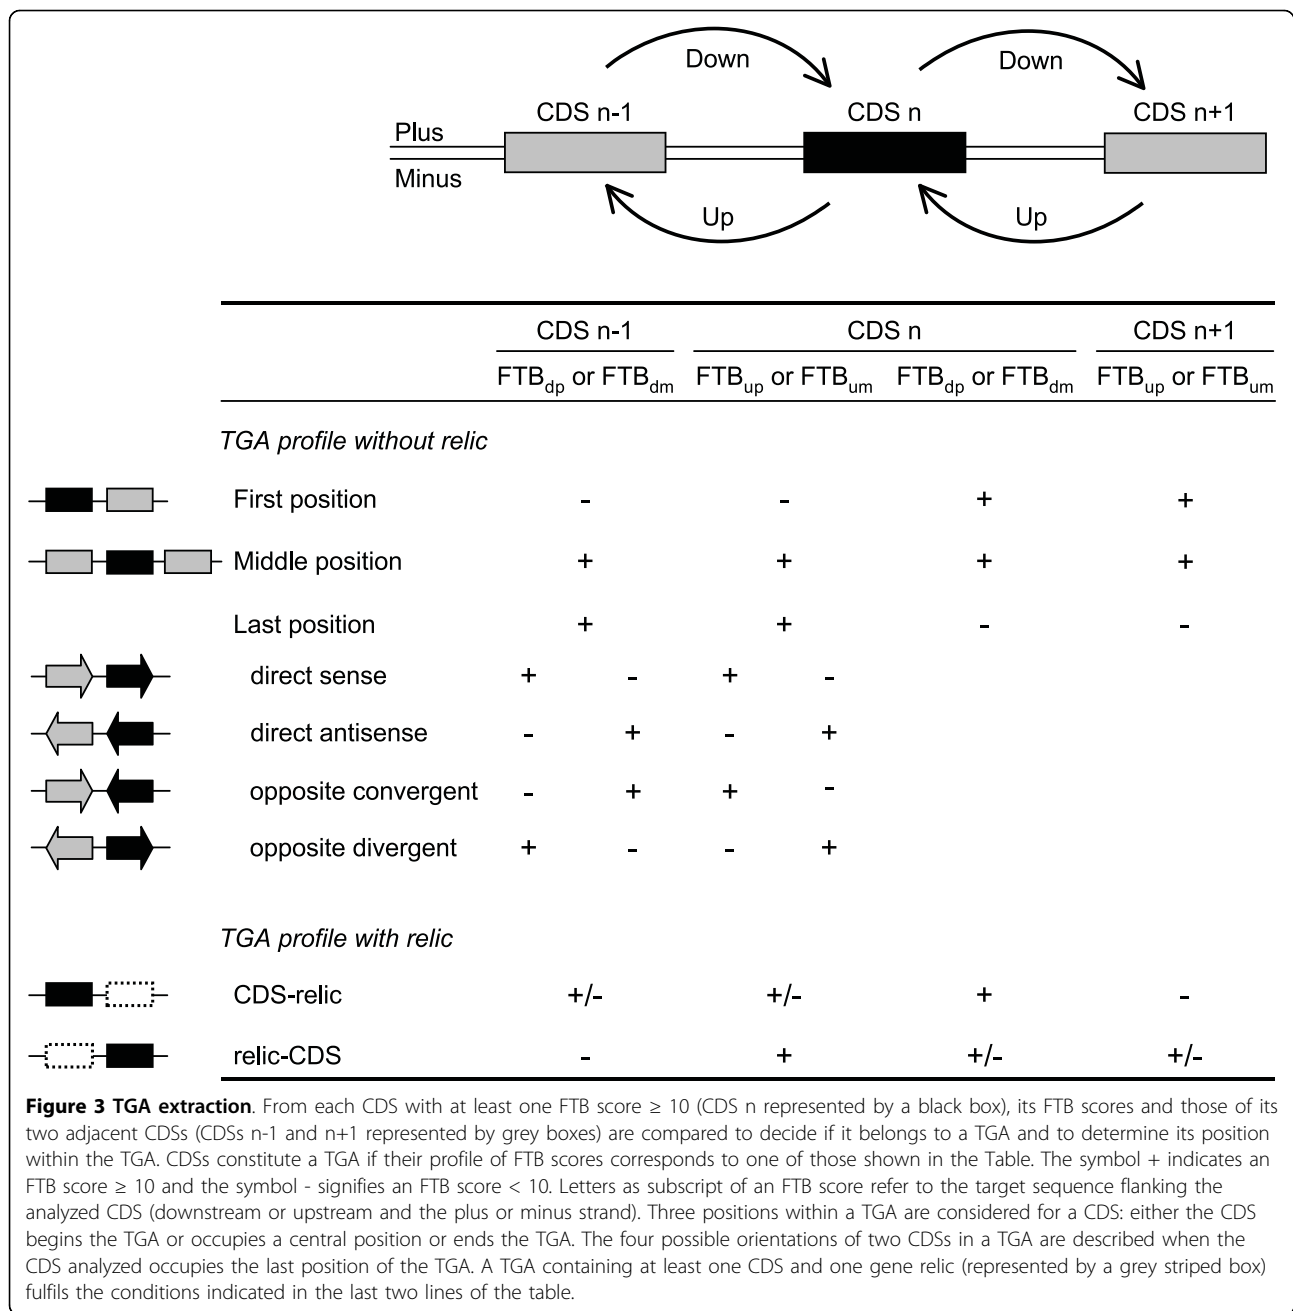 Down Down
CDS n-1 CDS n CDS n+1
Plus
Minus
Up Up
CDS n-1 CDS n CDS n+1
FTBdp or FTBdm FTBup or FTBum FTBdp or FTBdm FTBup or FTBum
TGA profile without relic
First position - - + +
Middle position + + + +
Last position + + - -
direct sense + - + -
direct antisense - + - +
opposite convergent - + + -
opposite divergent + - - +
TGA profile with relic
CDS-relic +/- +/- + -
relic-CDS - + +/- +/-
Figure 3 TGA extraction. From each CDS with at least one FTB score ≥ 10 (CDS n represented by a black box), its FTB scores and those of its
two adjacent CDSs (CDSs n-1 and n+1 represented by grey boxes) are compared to decide if it belongs to a TGA and to determine its position
within the TGA. CDSs constitute a TGA if their profile of FTB scores corresponds to one of those shown in the Table. The symbol + indicates an
FTB score ≥ 10 and the symbol - signifies an FTB score < 10. Letters as subscript of an FTB score refer to the target sequence flanking the
analyzed CDS (downstream or upstream and the plus or minus strand). Three positions within a TGA are considered for a CDS: either the CDS
begins the TGA or occupies a central position or ends the TGA. The four possible orientations of two CDSs in a TGA are described when the
CDS analyzed occupies the last position of the TGA. A TGA containing at least one CDS and one gene relic (represented by a grey striped box)
fulfils the conditions indicated in the last two lines of the table.